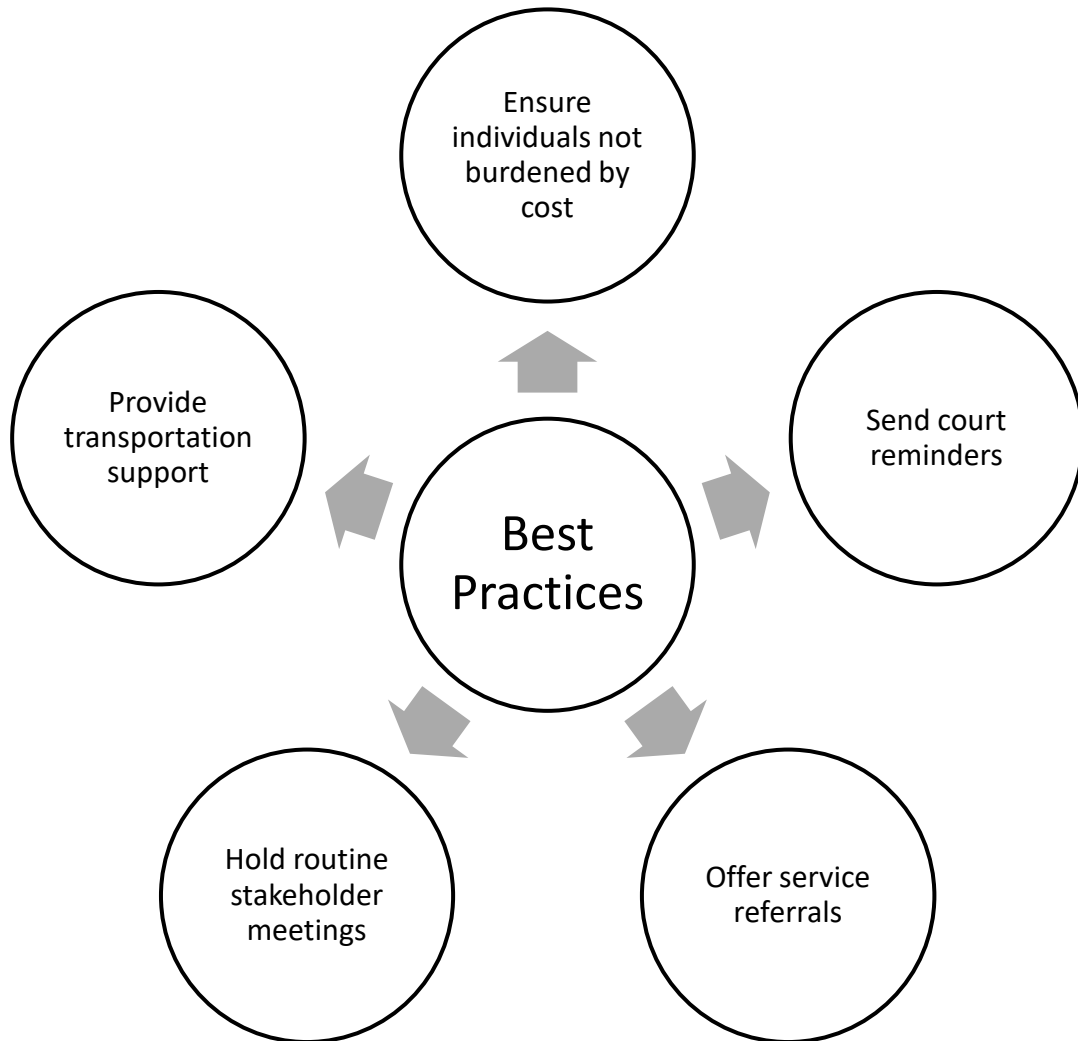 Ensure
individuals not
burdened by
cost
Provide
transportation
support
Send court
reminders
Best
Practices
Hold routine
stakeholder
meetings
Offer service
referrals